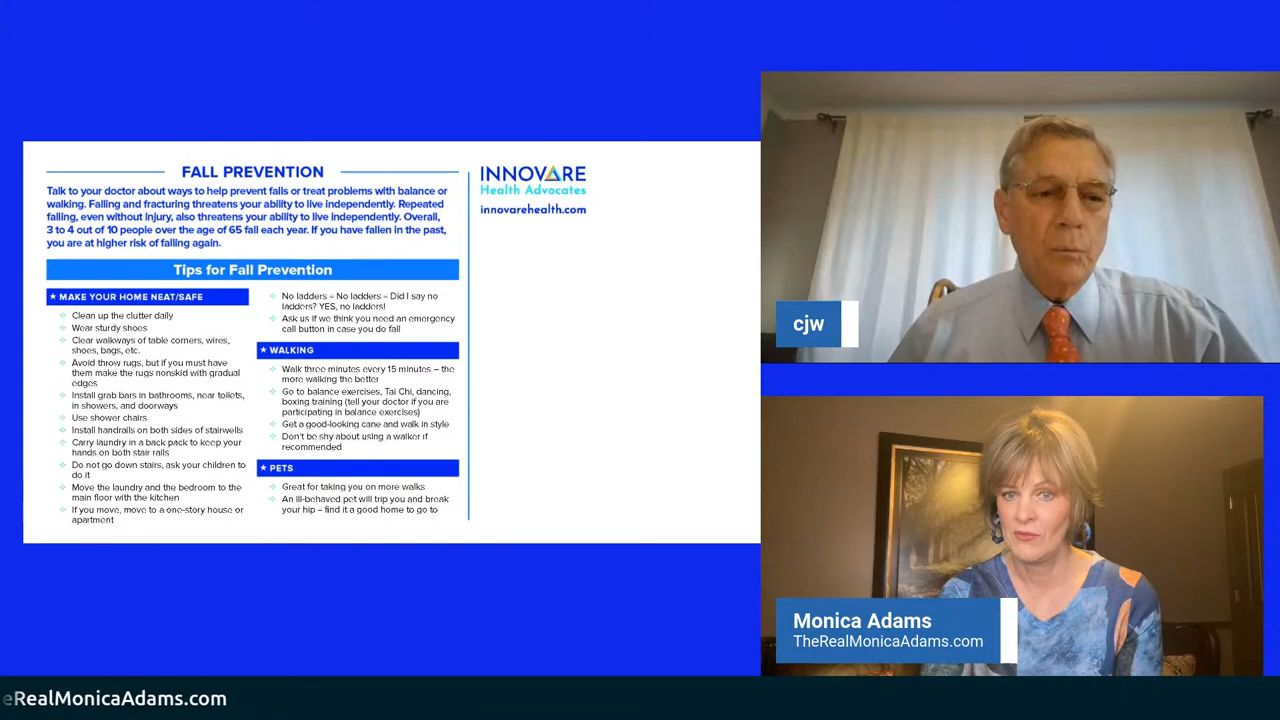 FALL PREVENTION
Talk to your doctor about ways to help prevent falls or treat problems with balance or
walking. Falling and fracturing threatens your ability to live independently. Repeated
falling, even without injury, also threatens your ability to live independently. Overall,
3 to 4 out of 10 people over the age of 65 fall each year. If you have fallen in the past,
you are at higher risk of falling again.
Tips for Fall Prevention
MAKE YOUR HOME NEAT/SAFE
Clean up the clutter daily
Wear sturdy shoes
Clear walkways of table corners, wires,
shoes, bags, etc.
Avoid throw rugs, but if you must have
them make the rugs nonskid with gradual
edges
Install grab bars in bathrooms, near toilets,
in showers, and doorways
Use shower chairs
Install handrails on both sides of stairwells
Carry laundry in a back pack to keep your
hands on both stair rails
Do not go down stairs, ask your children to
do it
Move the laundry and the bedroom to the
main floor with the kitchen
If you move, move to a one-story house or
apartment
No ladders – No ladders – Did I say no
ladders? YES, no ladders!
Ask us if we think you need an emergency
call button in case you do fall
WALKING
Walk three minutes every 15 minutes – the
more walking the better
Go to balance exercises, Tai Chi, dancing,
boxing training (tell your doctor if you are
participating in balance exercises)
Get a good-looking cane and walk in style
Don't be shy about using a walker if
recommended
PETS
Great for taking you on more walks
An ill-behaved pet will trip you and break
your hip – find it a good home to go to
INNOVARE
Health Advocates
innovarehealth.com
cjw
Monica Adams
TheRealMonicaAdams.com
eRealMonicaAdams.com